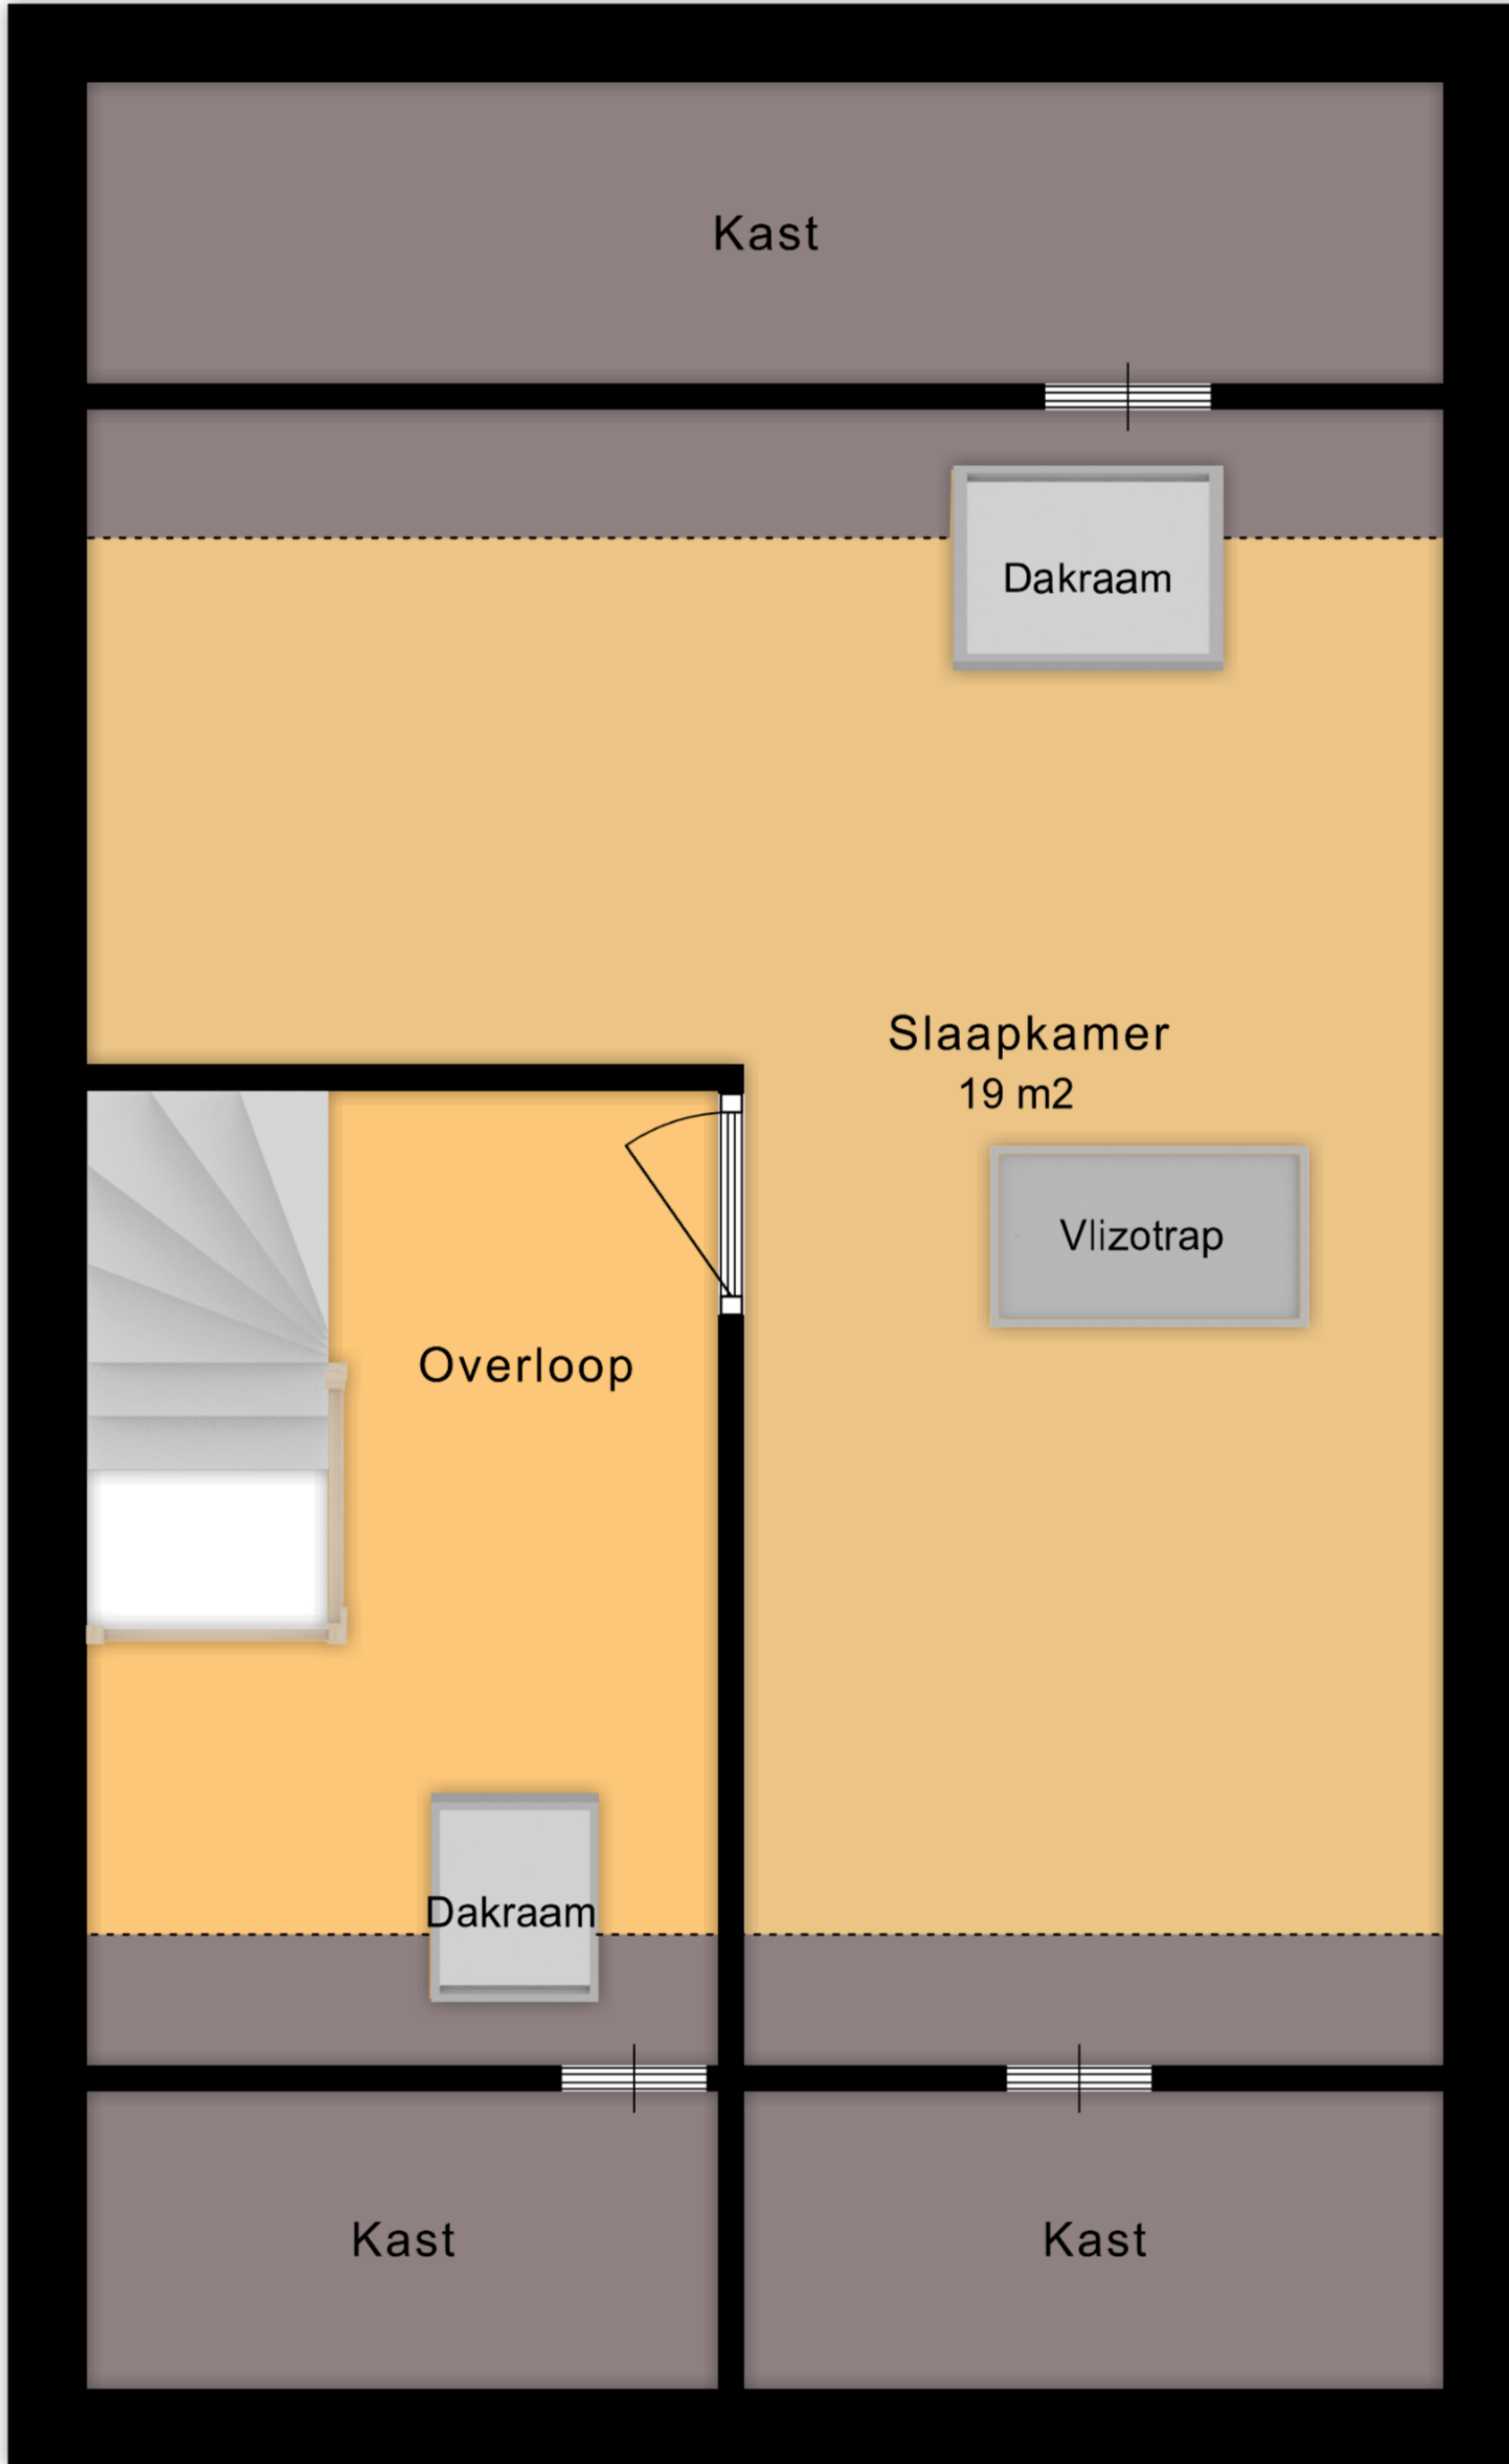 Kast
Dakraam
Slaapkamer
19 m2
Vlizotrap
Overloop
Dakraam
Kast
Kast